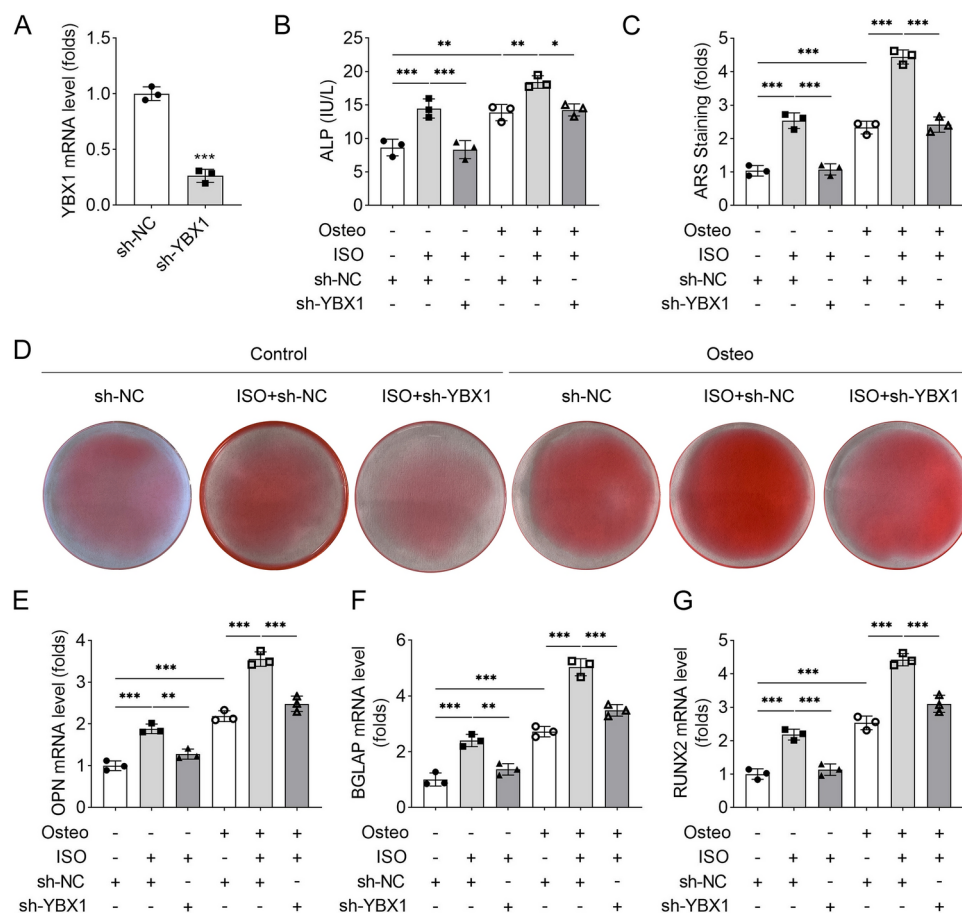 A
YBX1 mRNA level (folds)
1.5
1.0
0.5
0.0
***
sh-NC
sh-YBX1
B
ALP (IU/L)
25
20
15
10
5
0
** ** *
*** ***
Osteo - - - + + +
ISO - + + - + +
sh-NC + + - + + -
sh-YBX1 - - + - - +
C
ARS Staining (folds)
5
4
3
2
1
0
*** ***
***
*** ***
Osteo - - - + + +
ISO - + + - + +
sh-NC + + - + + -
sh-YBX1 - - + - - +
D
Control Osteo
sh-NC ISO+sh-NC ISO+sh-YBX1 sh-NC ISO+sh-NC ISO+sh-YBX1
E
OPN mRNA level (folds)
4
3
2
1
0
*** ***
***
*** **
Osteo - - - + + +
ISO - + + - + +
sh-NC + + - + + -
sh-YBX1 - - + - - +
F
BGLAP mRNA level
(folds)
6
4
2
0
*** ***
***
*** **
Osteo - - - + + +
ISO - + + - + +
sh-NC + + - + + -
sh-YBX1 - - + - - +
G
RUNX2 mRNA level
(folds)
5
4
3
2
1
0
*** ***
***
*** ***
Osteo - - - + + +
ISO - + + - + +
sh-NC + + - + + -
sh-YBX1 - - + - - +